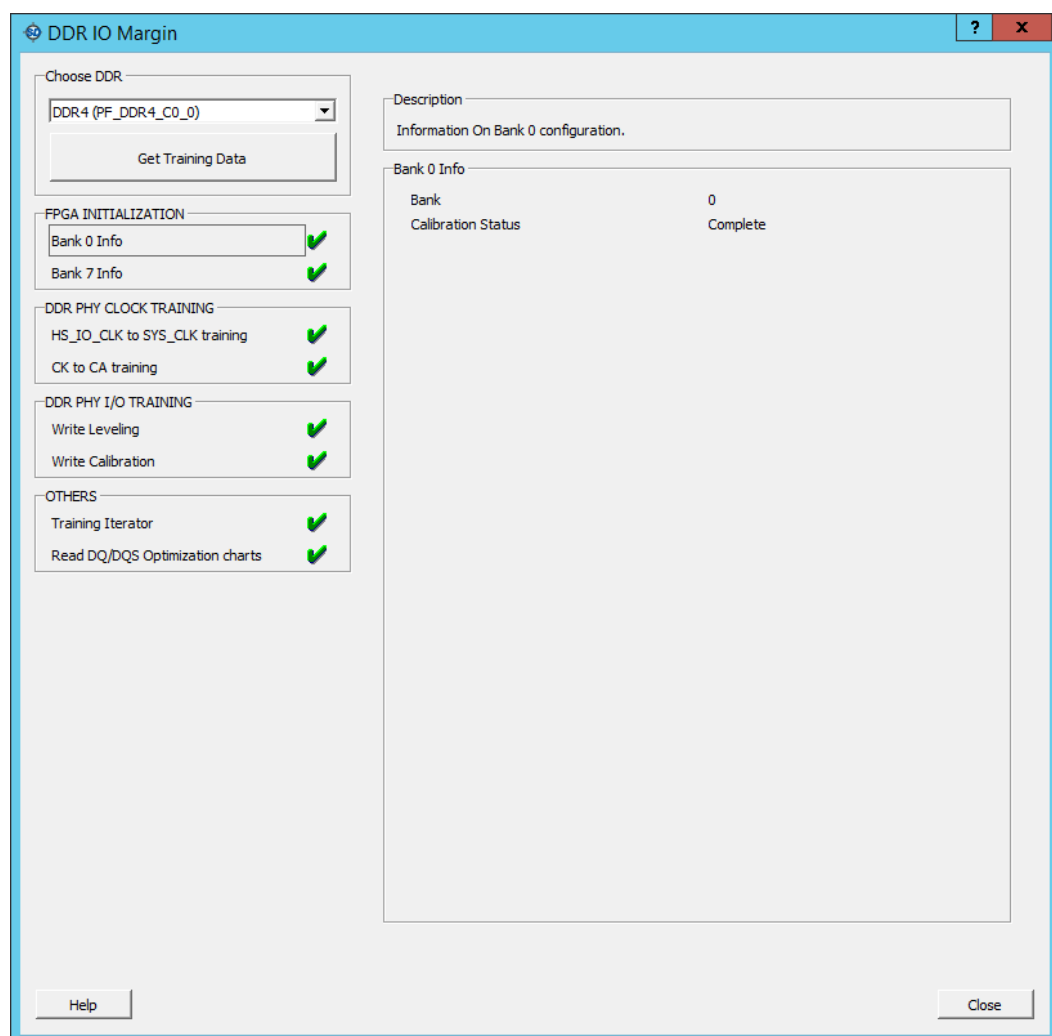 DDR IO Margin
?
x
Choose DDR
DDR4 (PF_DDR4_C0_0)
Get Training Data
FPGA INITIALIZATION
Bank 0 Info
Bank 7 Info
DDR PHY CLOCK TRAINING
HS_IO_CLK to SYS_CLK training
CK to CA training
DDR PHY I/O TRAINING
Write Leveling
Write Calibration
OTHERS
Training Iterator
Read DQ/DQS Optimization charts
Description
Information On Bank 0 configuration.
Bank 0 Info
Bank 0
Calibration Status Complete
Help
Close